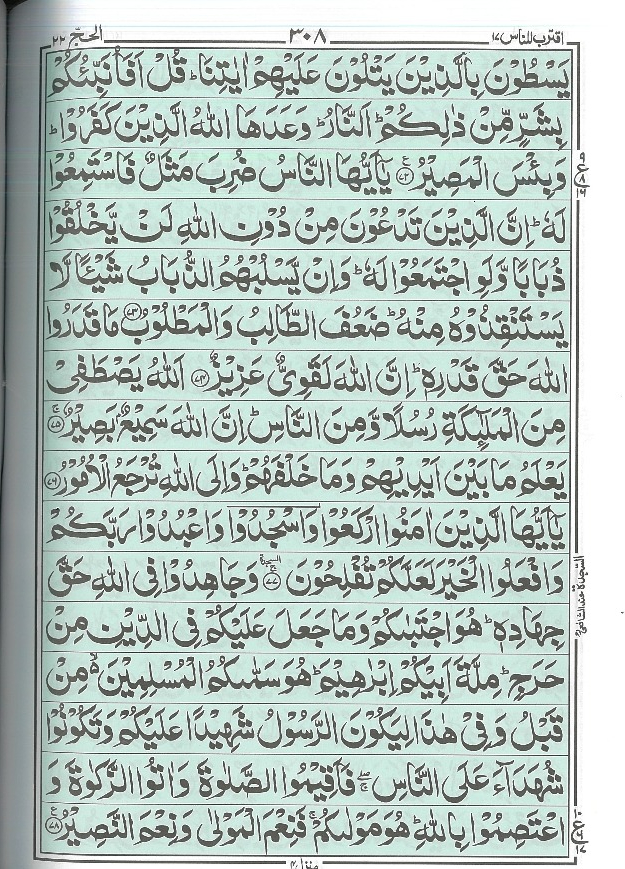 اقترب للناس ١٧ ٣٠٨ الحجّ ٢٢
يَسْطُوْنَ بِالَّذِيْنَ يَتْلُوْنَ عَلَيْهِمْ اٰيٰتِنَا ؕ قُلْ اَفَاُنَبِّئُكُمْ
بِشَرٍّ مِّنْ ذٰلِكُمْ ؕ اَلنَّارُ ؕ وَعَدَهَا اللّٰهُ الَّذِيْنَ كَفَرُوْا ؕ
وَبِئْسَ الْمَصِيْرُ ﴿٧٢﴾ يٰۤاَيُّهَا النَّاسُ ضُرِبَ مَثَلٌ فَاسْتَمِعُوْا
لَهٗ ؕ اِنَّ الَّذِيْنَ تَدْعُوْنَ مِنْ دُوْنِ اللّٰهِ لَنْ يَّخْلُقُوْا
ذُبَابًا وَّلَوِ اجْتَمَعُوْا لَهٗ ؕ وَاِنْ يَّسْلُبْهُمُ الذُّبَابُ شَيْـًٔا لَّا
يَسْتَنْقِذُوْهُ مِنْهُ ؕ ضَعُفَ الطَّالِبُ وَالْمَطْلُوْبُ ﴿٧٣﴾ مَا قَدَرُوا
اللّٰهَ حَقَّ قَدْرِهٖ ؕ اِنَّ اللّٰهَ لَقَوِيٌّ عَزِيْزٌ ﴿٧٤﴾ اَللّٰهُ يَصْطَفِيْ
مِنَ الْمَلٰٓئِكَةِ رُسُلًا وَّمِنَ النَّاسِ ؕ اِنَّ اللّٰهَ سَمِيْعٌۢ بَصِيْرٌ ۚ﴿٧٥﴾
يَعْلَمُ مَا بَيْنَ اَيْدِيْهِمْ وَمَا خَلْفَهُمْ ؕ وَاِلَى اللّٰهِ تُرْجَعُ الْاُمُوْرُ ﴿٧٦﴾
يٰۤاَيُّهَا الَّذِيْنَ اٰمَنُوا ارْكَعُوْا وَاسْجُدُوْا وَاعْبُدُوْا رَبَّكُمْ
وَافْعَلُوا الْخَيْرَ لَعَلَّكُمْ تُفْلِحُوْنَ ۚ السجدة ﴿٧٧﴾ وَجَاهِدُوْا فِي اللّٰهِ حَقَّ
جِهَادِهٖ ؕ هُوَ اجْتَبٰىكُمْ وَمَا جَعَلَ عَلَيْكُمْ فِي الدِّيْنِ مِنْ
حَرَجٍ ؕ مِلَّةَ اَبِيْكُمْ اِبْرٰهِيْمَ ؕ هُوَ سَمّٰىكُمُ الْمُسْلِمِيْنَ ۙ مِنْ
قَبْلُ وَفِيْ هٰذَا لِيَكُوْنَ الرَّسُوْلُ شَهِيْدًا عَلَيْكُمْ وَتَكُوْنُوْا
شُهَدَآءَ عَلَى النَّاسِ ۖۚ فَاَقِيْمُوا الصَّلٰوةَ وَاٰتُوا الزَّكٰوةَ وَ
اعْتَصِمُوْا بِاللّٰهِ ؕ هُوَ مَوْلٰىكُمْ ۚ فَنِعْمَ الْمَوْلٰى وَنِعْمَ النَّصِيْرُ ﴿٧٨﴾
منزل ٤